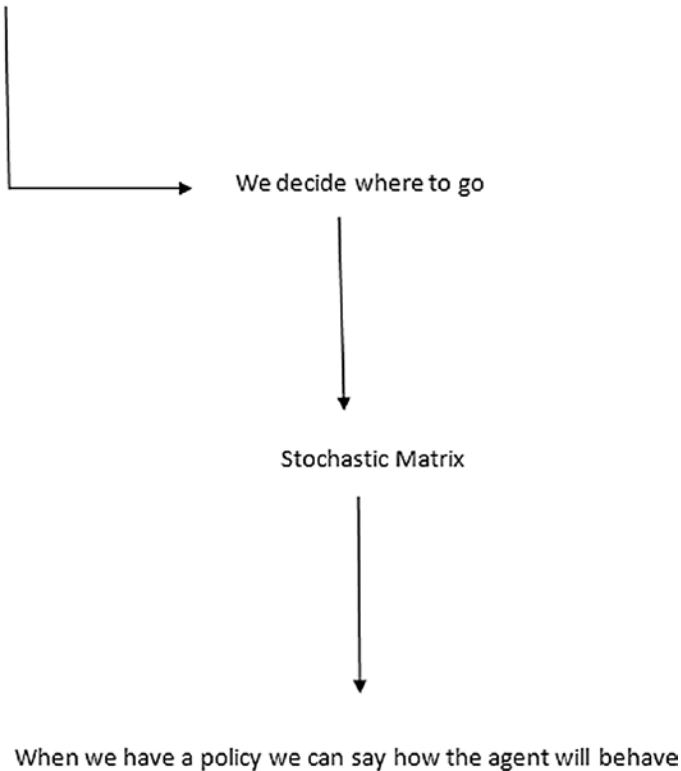 We decide where to go
Stochastic Matrix
When we have a policy we can say how the agent will behave